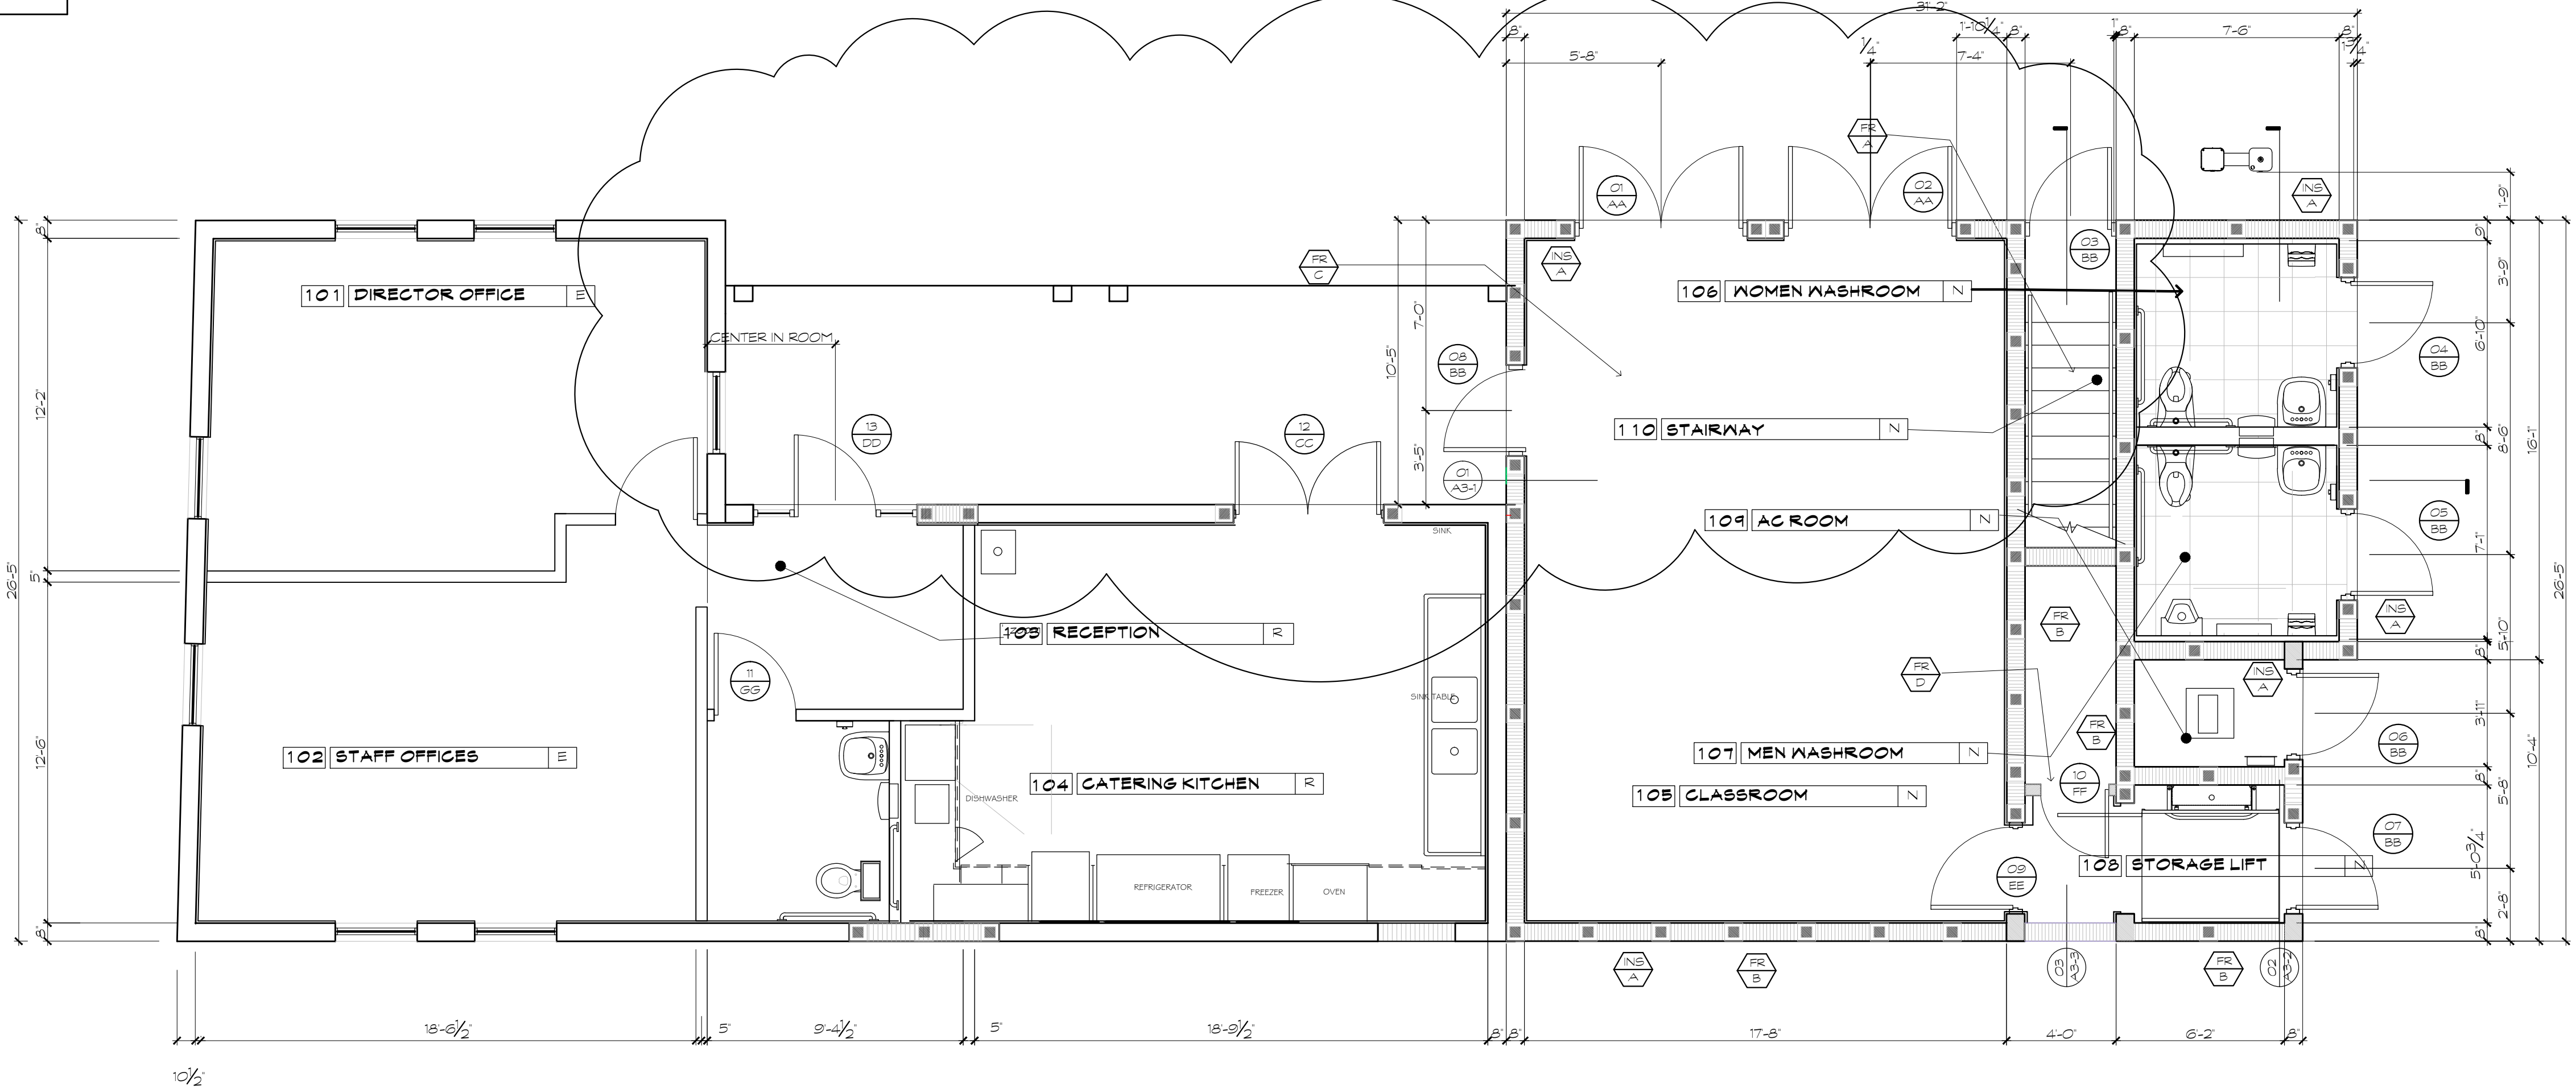 31'-2"
8"
1'-10 1/4"
8"
1"
8"
7'-6"
8"
5'-8"
1/4"
7'-4"
FR
A
01
AA
02
AA
INS
A
1'-9"
8"
9"
03
BB
FR
C
INS
A
3'-9"
101 DIRECTOR OFFICE E
106 WOMEN WASHROOM N
7'-0"
CENTER IN ROOM
6'-10"
10'-5"
08
BB
04
BB
12'-2"
13
DD
12
CC
110 STAIRWAY N
8"
8'-6"
16'-1"
3'-5"
01
A3-1
109 AC ROOM N
05
BB
SINK
7'-1"
26'-5"
5"
26'-5"
103 RECEPTION R
FR
B
INS
A
5'-10"
8"
11
GG
FR
D
INS
A
SINK TABLE
3'-11"
FR
B
102 STAFF OFFICES E
107 MEN WASHROOM N
06
BB
10'-4"
12'-6"
104 CATERING KITCHEN R
10
FF
8"
DISHWASHER
105 CLASSROOM N
5'-8"
07
BB
5'-0 3/4"
108 STORAGE LIFT N
09
EE
REFRIGERATOR
FREEZER
OVEN
2'-8"
8"
8"
INS
A
FR
B
03
A3-3
FR
B
02
A3-2
18'-6 1/2"
5"
9'-4 1/2"
5"
18'-9 1/2"
8"
8"
17'-8"
4'-0"
6'-2"
8"
10 1/2"